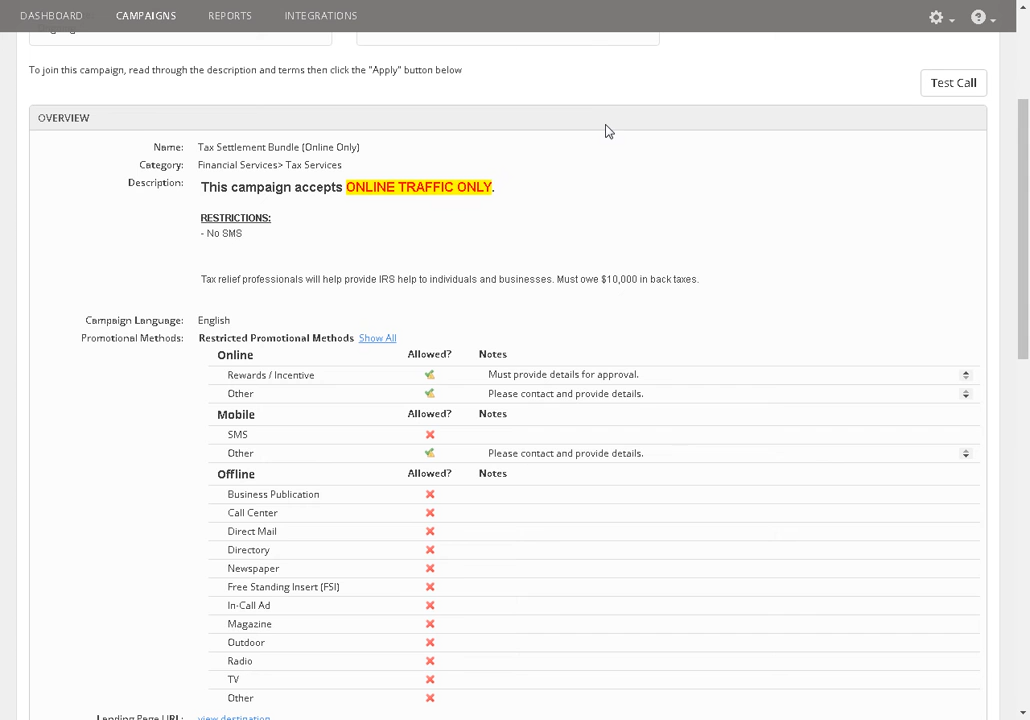 DASHBOARD CAMPAIGNS REPORTS INTEGRATIONS
To join this campaign, read through the description and terms then click the "Apply" button below
Test Call
OVERVIEW
Name: Tax Settlement Bundle [Online Only]
Category: Financial Services> Tax Services
Description: This campaign accepts ONLINE TRAFFIC ONLY.
RESTRICTIONS:
- No SMS
Tax relief professionals will help provide IRS help to individuals and businesses. Must owe $10,000 in back taxes.
Campaign Language: English
Promotional Methods: Restricted Promotional Methods Show All
Online Allowed? Notes
Rewards / Incentive Must provide details for approval.
Other Please contact and provide details.
Mobile Allowed? Notes
SMS
Other Please contact and provide details.
Offline Allowed? Notes
Business Publication
Call Center
Direct Mail
Directory
Newspaper
Free Standing Insert [FSI]
In-Call Ad
Magazine
Outdoor
Radio
TV
Other
Landing Page URL: view destination